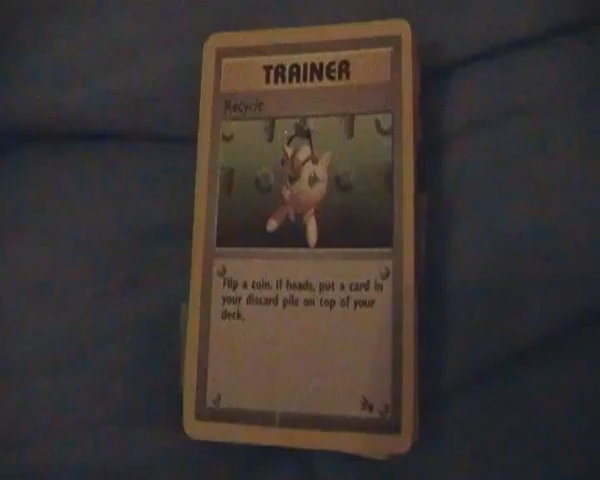 TRAINER
Recycle
Flip a coin. If heads, put a card in
your discard pile on top of your
deck.